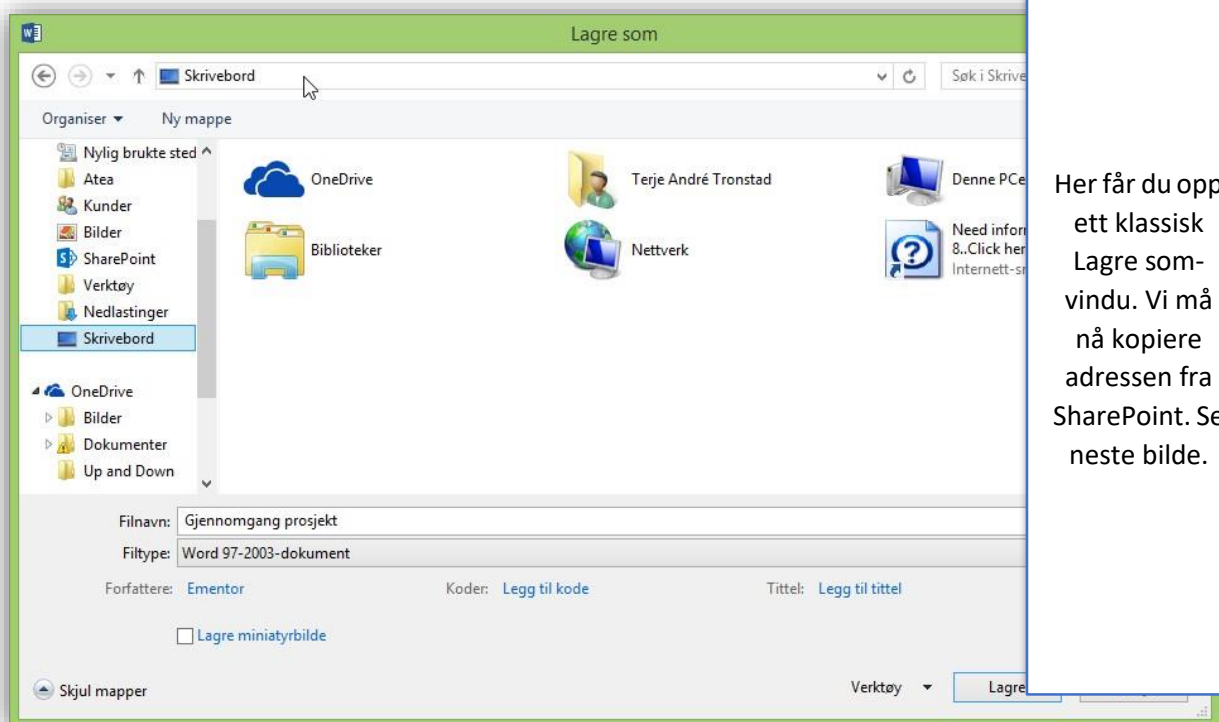 Lagre som
Skrivebord
Søk i Skrive
Organiser
Ny mappe
Nylig brukte sted
Atea
Kunder
Bilder
SharePoint
Verktøy
Nedlastinger
Skrivebord
OneDrive
Bilder
Dokumenter
Up and Down
OneDrive
Terje André Tronstad
Denne PCe
Biblioteker
Nettverk
Need infor
8..Click her
Internett-sn
Filnavn: Gjennomgang prosjekt
Filtype: Word 97-2003-dokument
Forfattere: Ementor
Koder: Legg til kode
Tittel: Legg til tittel
Lagre miniatyrbilde
Skjul mapper
Verktøy
Lagre
Her får du opp
ett klassisk
Lagre som-
vindu. Vi må
nå kopiere
adressen fra
SharePoint. Se
neste bilde.